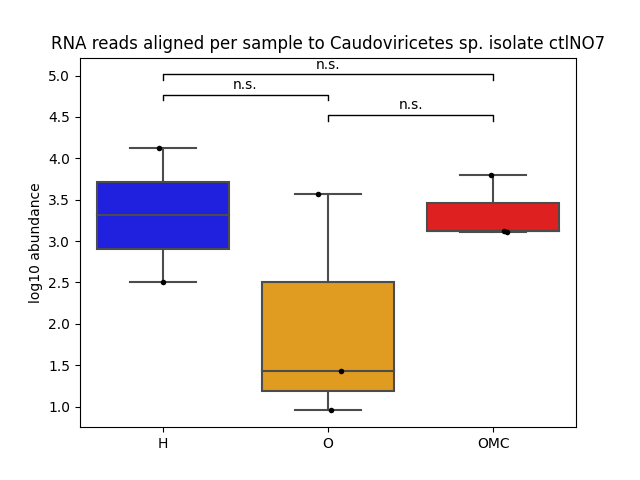 RNA reads aligned per sample to Caudoviricetes sp. isolate ctlNO7
n.s.
n.s.
n.s.
5.0
4.5
4.0
3.5
3.0
2.5
2.0
1.5
1.0
log10 abundance
H
O
OMC